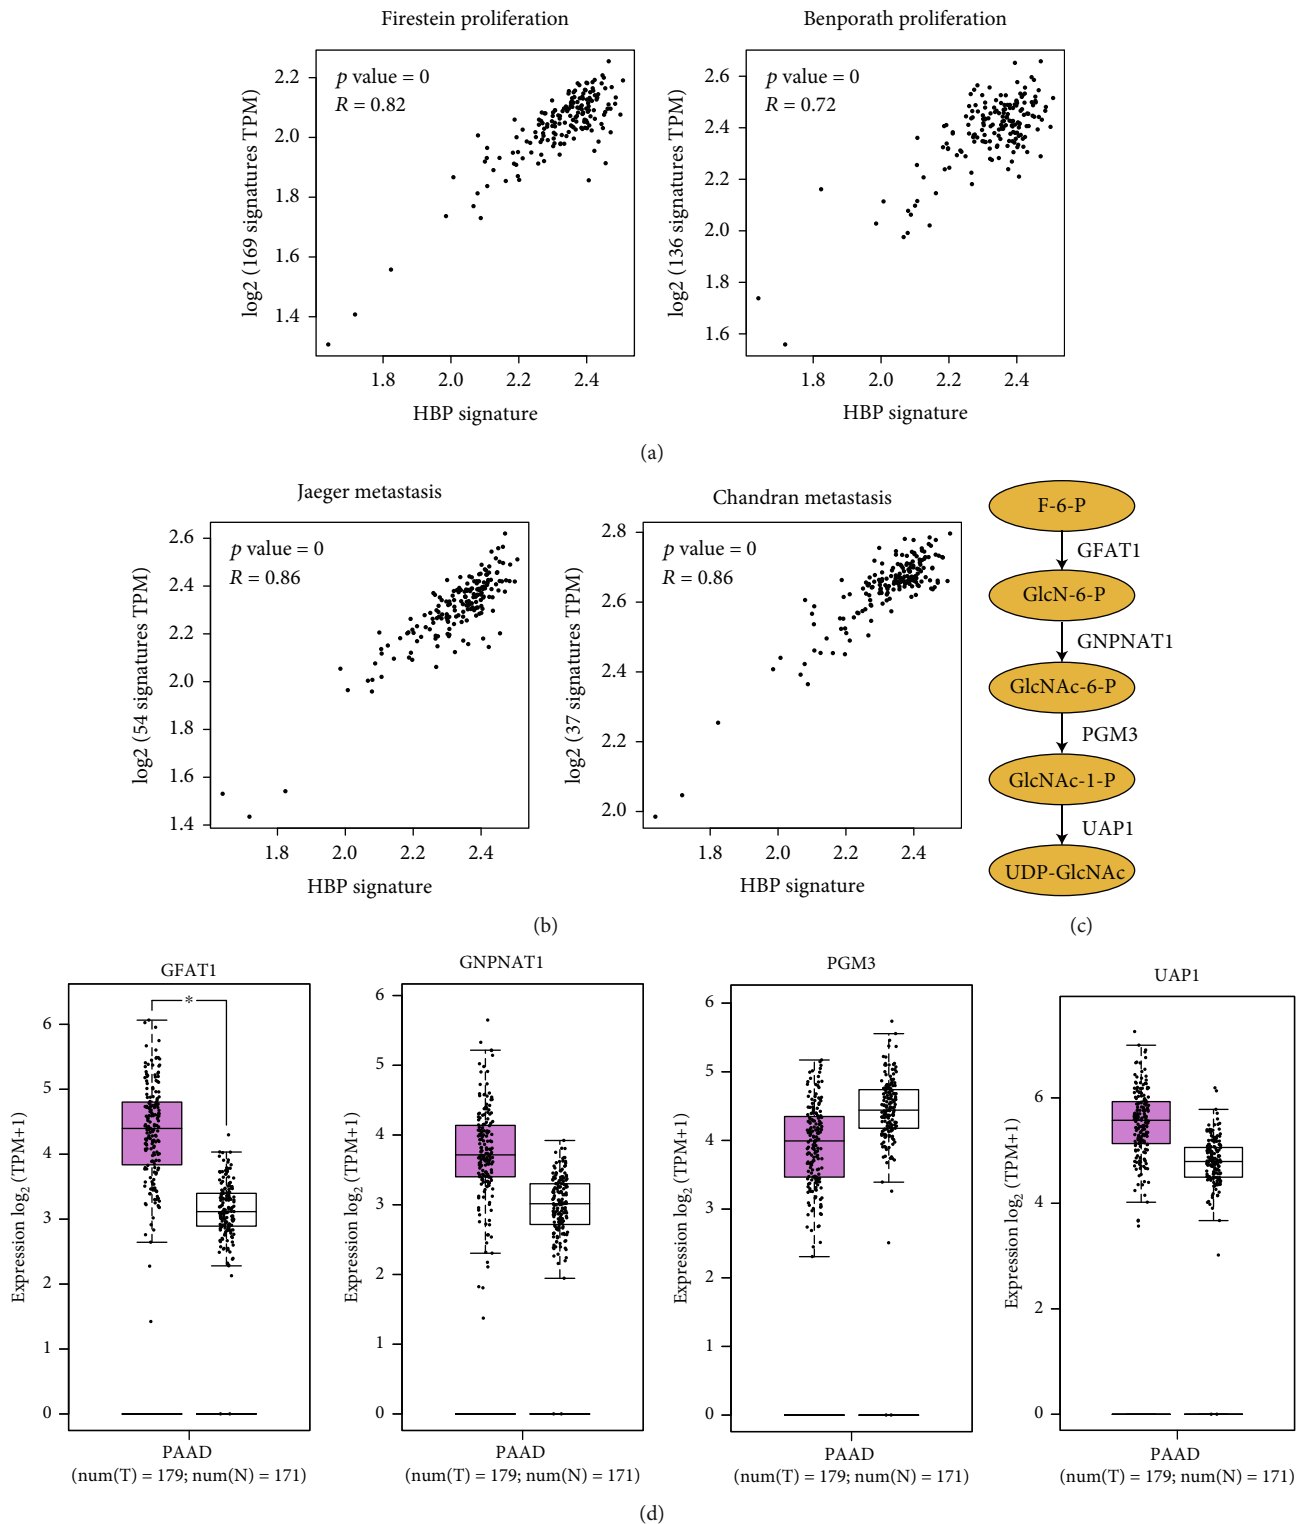 Firestein proliferation
p value = 0
R = 0.82
log2 (169 signatures TPM)
2.2
2.0
1.8
1.6
1.4
1.8 2.0 2.2 2.4
HBP signature
Benporath proliferation
p value = 0
R = 0.72
log2 (136 signatures TPM)
2.6
2.4
2.2
2.0
1.8
1.6
1.8 2.0 2.2 2.4
HBP signature
(a)
Jaeger metastasis
p value = 0
R = 0.86
log2 (54 signatures TPM)
2.6
2.4
2.2
2.0
1.8
1.6
1.4
1.8 2.0 2.2 2.4
HBP signature
Chandran metastasis
p value = 0
R = 0.86
log2 (37 signatures TPM)
2.8
2.6
2.4
2.2
2.0
1.8 2.0 2.2 2.4
HBP signature
(b)
F-6-P
GFAT1
GlcN-6-P
GNPNAT1
GlcNAc-6-P
PGM3
GlcNAc-1-P
UAP1
UDP-GlcNAc
(c)
GFAT1
*
Expression log2 (TPM+1)
6
5
4
3
2
1
0
PAAD
(num(T) = 179; num(N) = 171)
GNPNAT1
Expression log2 (TPM+1)
6
5
4
3
2
1
0
PAAD
(num(T) = 179; num(N) = 171)
PGM3
Expression log2 (TPM+1)
6
5
4
3
2
1
0
PAAD
(num(T) = 179; num(N) = 171)
UAP1
Expression log2 (TPM+1)
6
4
2
0
PAAD
(num(T) = 179; num(N) = 171)
(d)